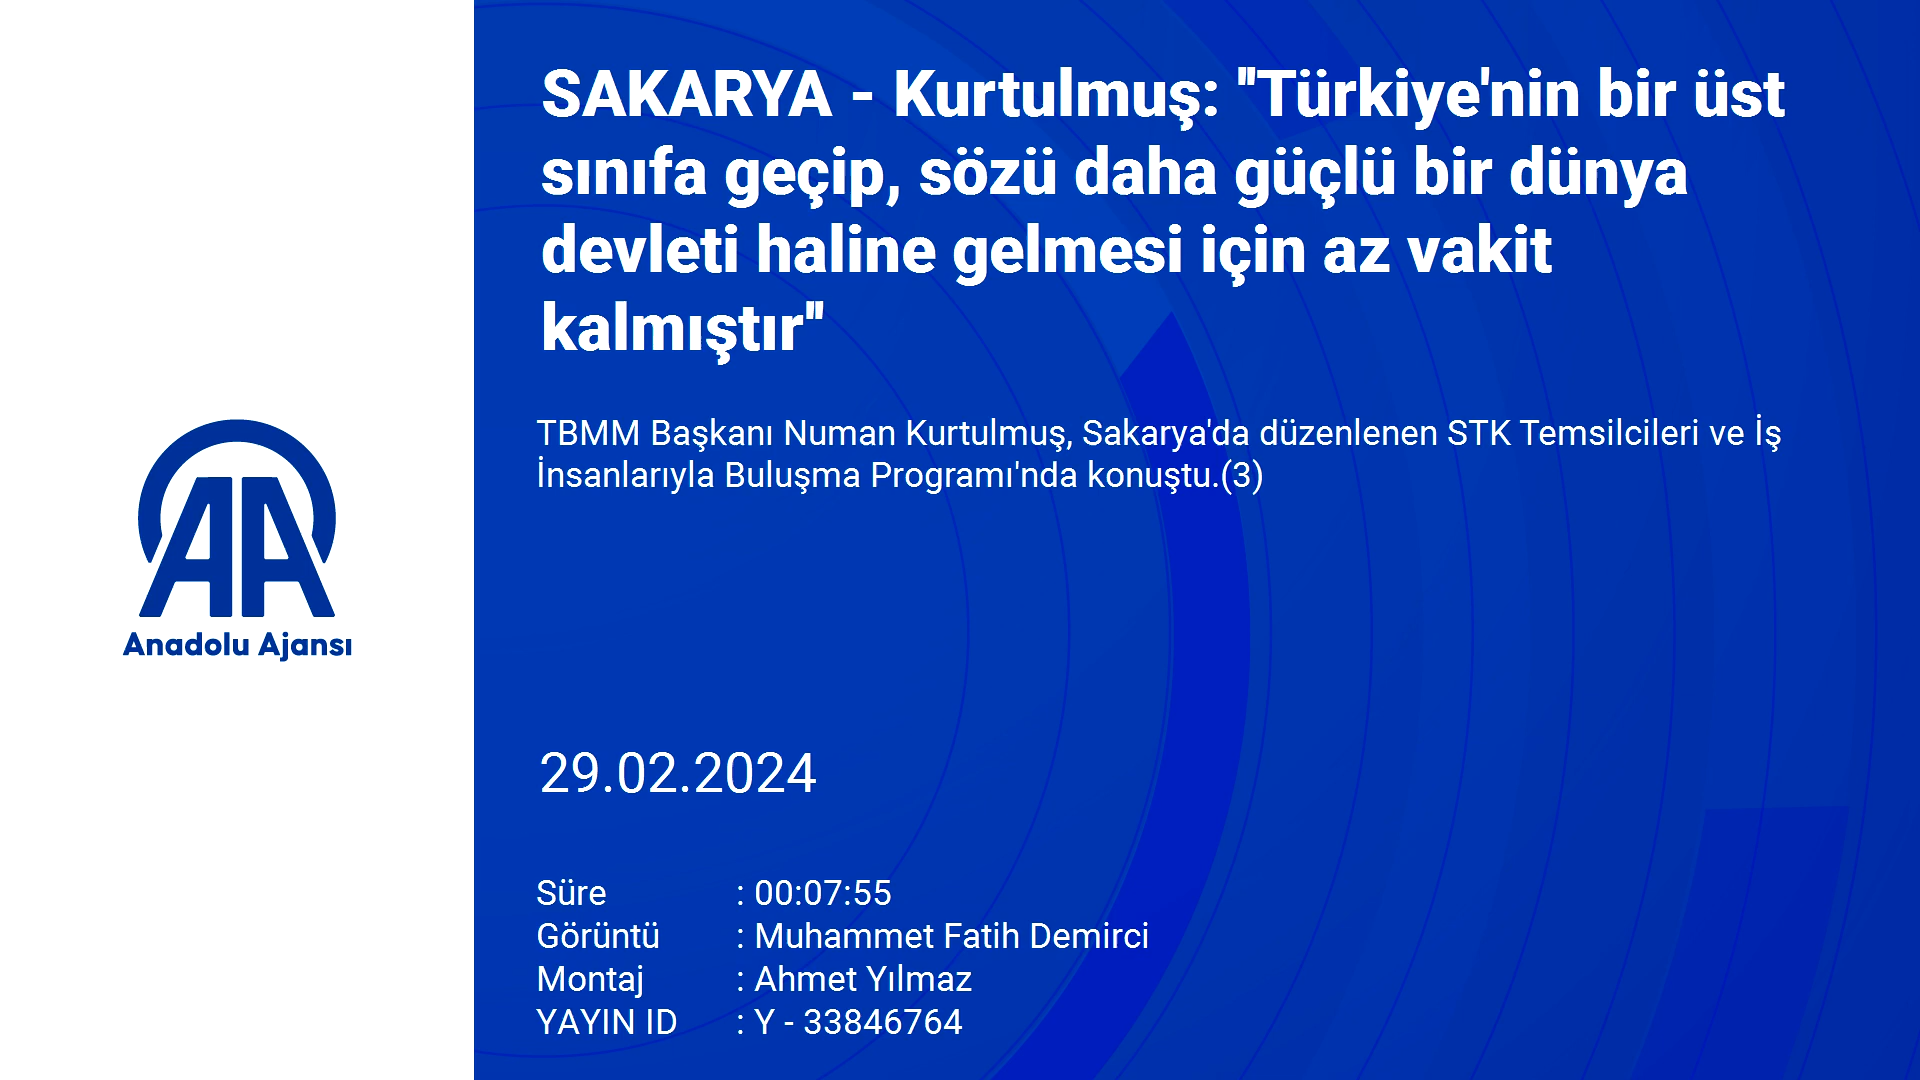 SAKARYA - Kurtulmuş: "Türkiye'nin bir üst
sınıfa geçip, sözü daha güçlü bir dünya
devleti haline gelmesi için az vakit
kalmıştır"
TBMM Başkanı Numan Kurtulmuş, Sakarya'da düzenlenen STK Temsilcileri ve İş
İnsanlarıyla Buluşma Programı'nda konuştu.(3)
AA
Anadolu Ajansı
29.02.2024
Süre : 00:07:55
Görüntü : Muhammet Fatih Demirci
Montaj : Ahmet Yılmaz
YAYIN ID : Y - 33846764